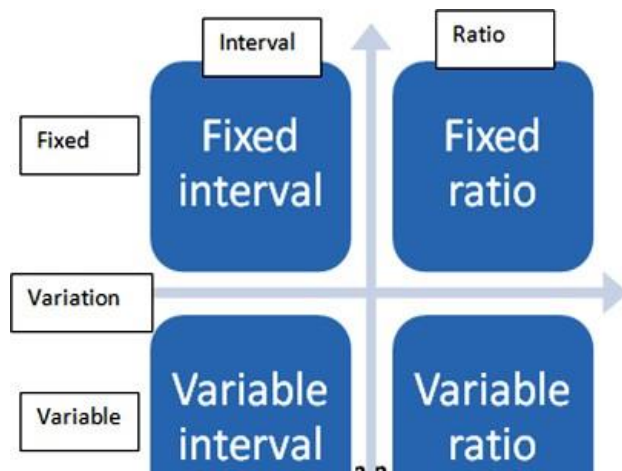 Interval
Ratio
Fixed
Fixed
interval
Fixed
ratio
Variation
Variable
Variable
interval
Variable
ratio